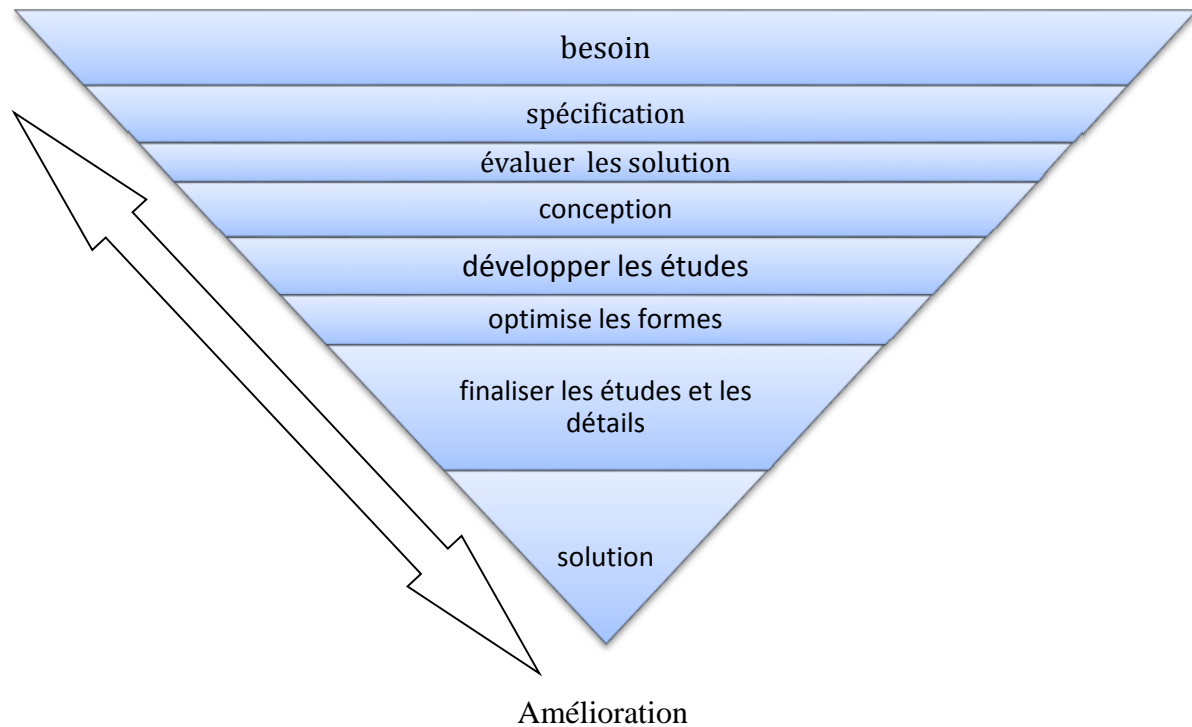 besoin
spécification
évaluer les solution
conception
développer les études
optimise les formes
finaliser les études et les
détails
solution
Amélioration